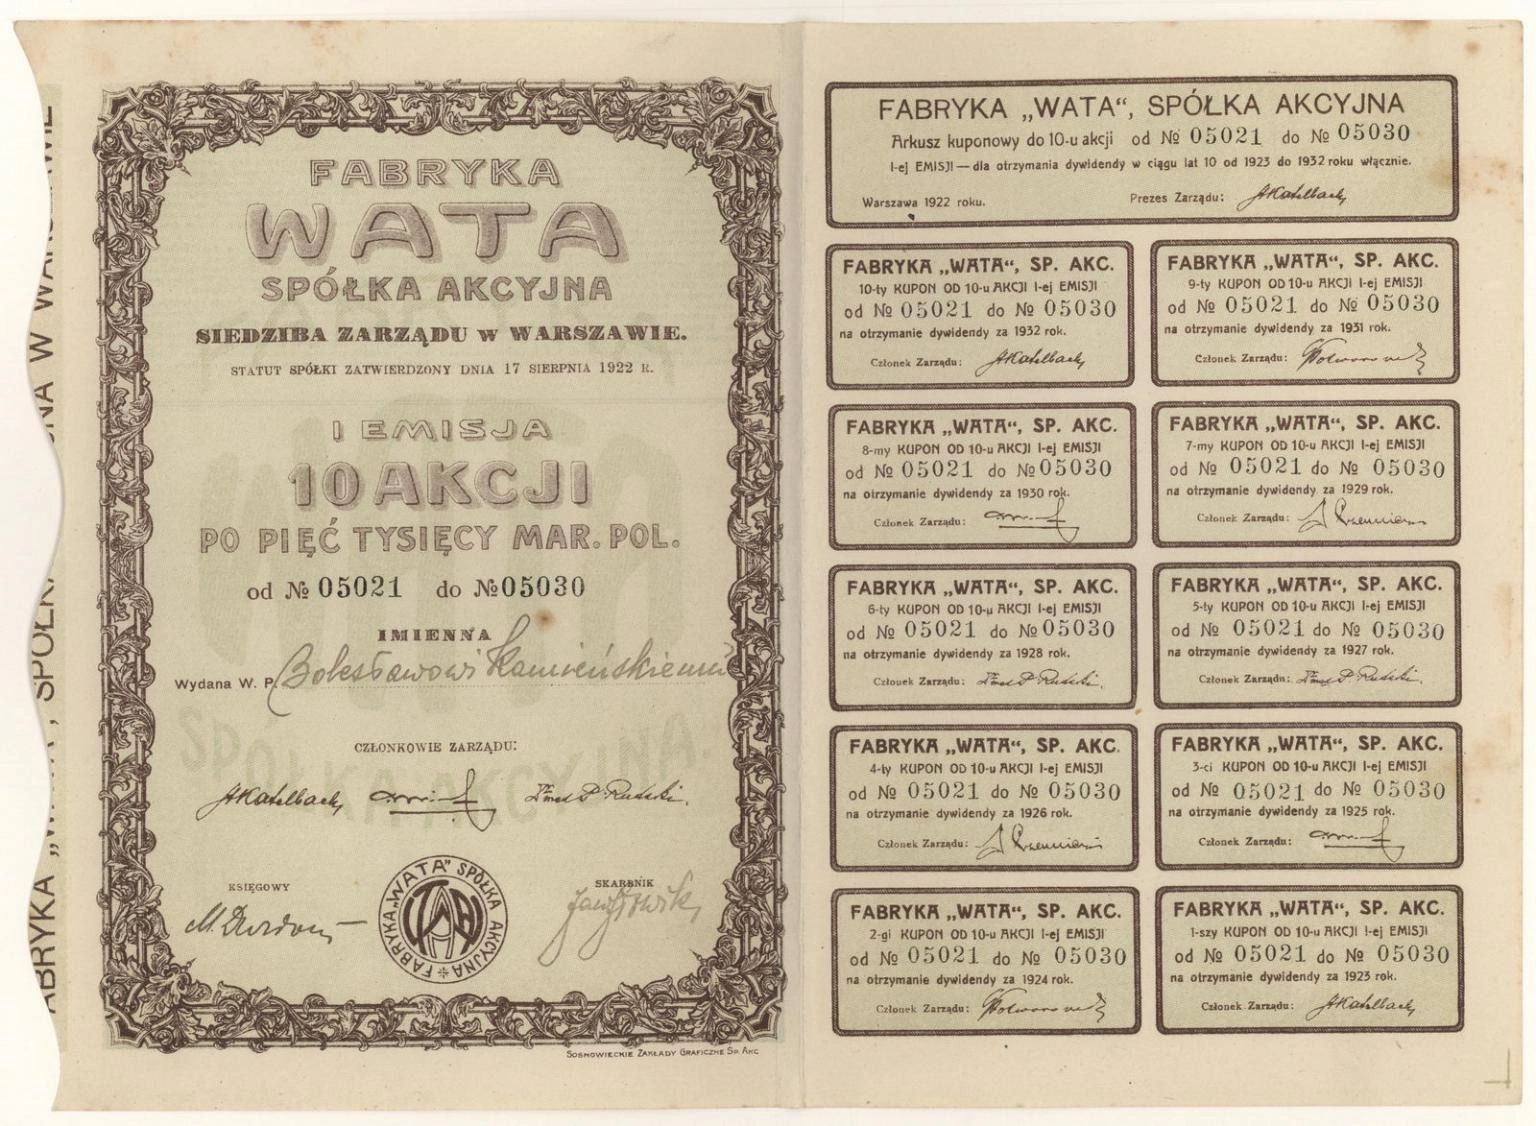 FABRYKA
WATA
SPÓŁKA AKCYJNA
SIEDZIBA ZARZĄDU w WARSZAWIE.
STATUT SPÓŁKI ZATWIERDZONY DNIA 17 SIERPNIA 1922 R.
I EMISJA
10 AKCJI
PO PIĘĆ TYSIĘCY MAR. POL.
od № 05021 do № 05030
IMIENNA
Wydana W. P. Bolesławowi Kamieńskiemu
SPÓŁKA AKCYJNA.
CZŁONKOWIE ZARZĄDU:
AKatelbach
KSIĘGOWY
SKARBNIK
FABRYKA „WATA" SPÓŁKA AKCYJNA
WATA
SOSNOWIECKIE ZAKŁADY GRAFICZNE SP. AKC
FABRYKA „WATA“, SPÓŁKA AKCYJNA
Arkusz kuponowy do 10-u akcji od № 05021 do № 05030
I-ej EMISJI — dla otrzymania dywidendy w ciągu lat 10 od 1923 do 1932 roku włącznie.
Warszawa 1922 roku. Prezes Zarządu: AKatelbach
FABRYKA „WATA“, SP. AKC.
10-ty KUPON OD 10-u AKCJI I-ej EMISJI
od № 05021 do № 05030
na otrzymanie dywidendy za 1932 rok.
Członek Zarządu: AKatelbach
FABRYKA „WATA“, SP. AKC.
9-ty KUPON OD 10-u AKCJI I-ej EMISJI
od № 05021 do № 05030
na otrzymanie dywidendy za 1931 rok.
Członek Zarządu:
FABRYKA „WATA“, SP. AKC.
8-my KUPON OD 10-u AKCJI I-ej EMISJI
od № 05021 do № 05030
na otrzymanie dywidendy za 1930 rok.
Członek Zarządu:
FABRYKA „WATA“, SP. AKC.
7-my KUPON OD 10-u AKCJI I-ej EMISJI
od № 05021 do № 05030
na otrzymanie dywidendy za 1929 rok.
Członek Zarządu:
FABRYKA „WATA“, SP. AKC.
6-ty KUPON OD 10-u AKCJI I-ej EMISJI
od № 05021 do № 05030
na otrzymanie dywidendy za 1928 rok.
Członek Zarządu:
FABRYKA „WATA“, SP. AKC.
5-ty KUPON OD 10-u AKCJI I-ej EMISJI
od № 05021 do № 05030
na otrzymanie dywidendy za 1927 rok.
Członek Zarządu:
FABRYKA „WATA“, SP. AKC.
4-ty KUPON OD 10-u AKCJI I-ej EMISJI
od № 05021 do № 05030
na otrzymanie dywidendy za 1926 rok.
Członek Zarządu:
FABRYKA „WATA“, SP. AKC.
3-ci KUPON OD 10-u AKCJI I-ej EMISJI
od № 05021 do № 05030
na otrzymanie dywidendy za 1925 rok.
Członek Zarządu:
FABRYKA „WATA“, SP. AKC.
2-gi KUPON OD 10-u AKCJI I-ej EMISJI
od № 05021 do № 05030
na otrzymanie dywidendy za 1924 rok.
Członek Zarządu:
FABRYKA „WATA“, SP. AKC.
1-szy KUPON OD 10-u AKCJI I-ej EMISJI
od № 05021 do № 05030
na otrzymanie dywidendy za 1923 rok.
Członek Zarządu: AKatelbach